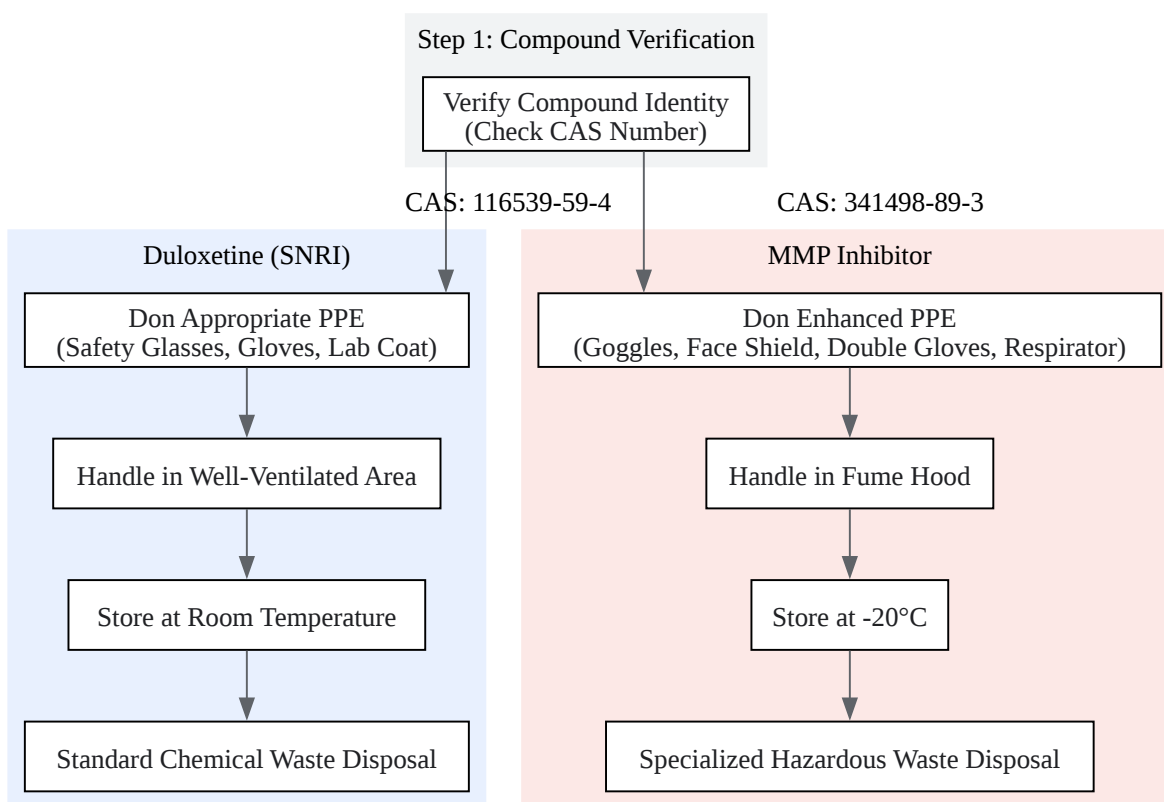 Step 1: Compound Verification
Verify Compound Identity
(Check CAS Number)
CAS: 116539-59-4
CAS: 341498-89-3
Duloxetine (SNRI)
Don Appropriate PPE
(Safety Glasses, Gloves, Lab Coat)
Handle in Well-Ventilated Area
Store at Room Temperature
Standard Chemical Waste Disposal
MMP Inhibitor
Don Enhanced PPE
(Goggles, Face Shield, Double Gloves, Respirator)
Handle in Fume Hood
Store at -20°C
Specialized Hazardous Waste Disposal